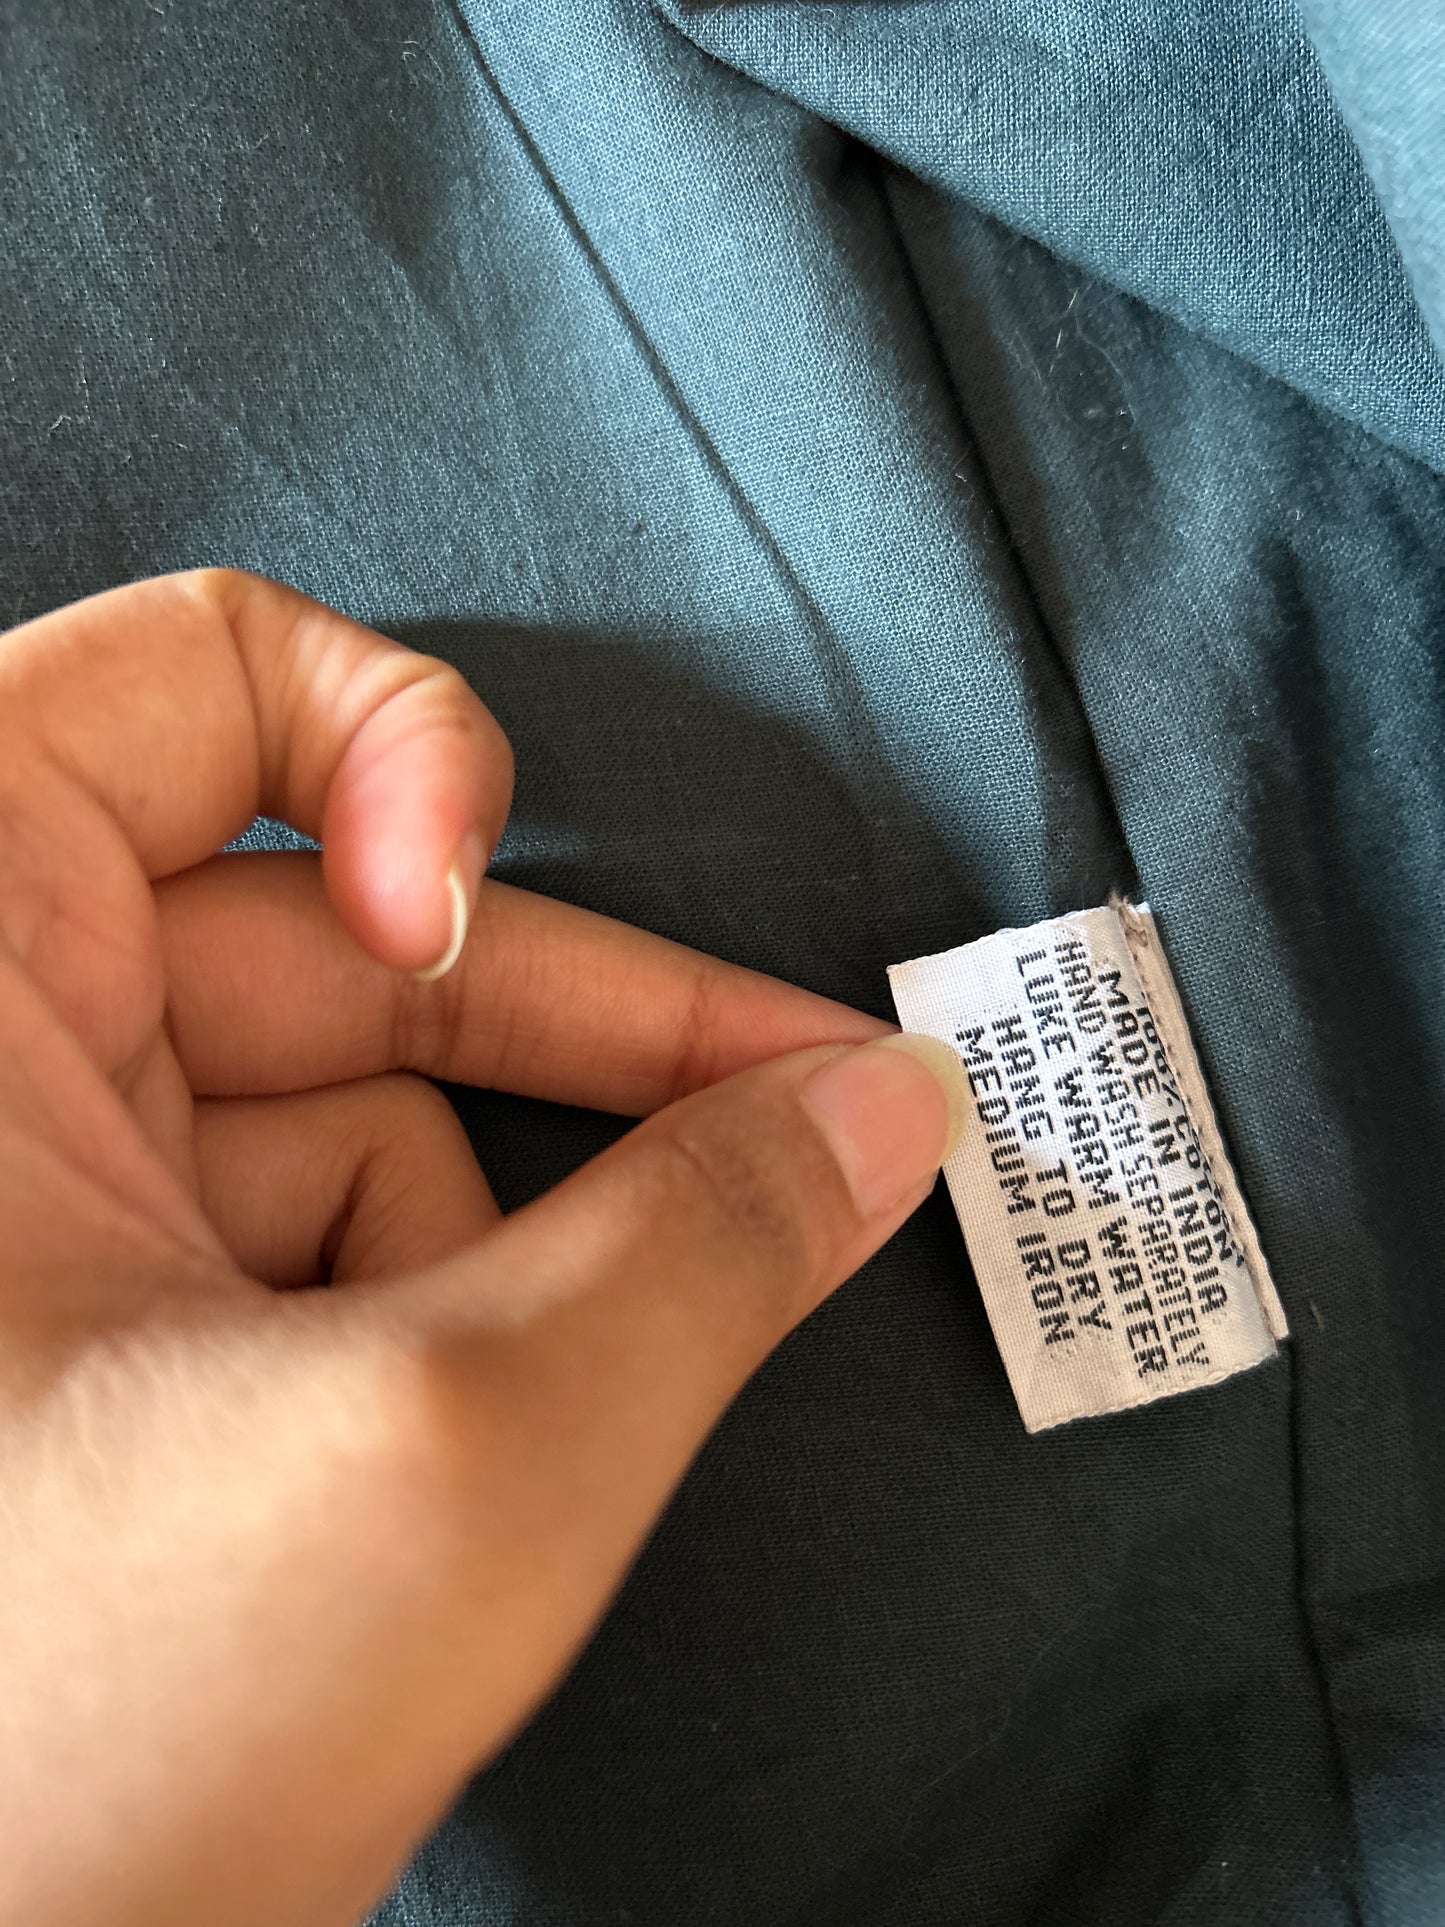 100% COTTON
MADE IN INDIA
HAND WASH SEPARATELY
LUKE WARM WATER
HANG TO DRY
MEDIUM IRON